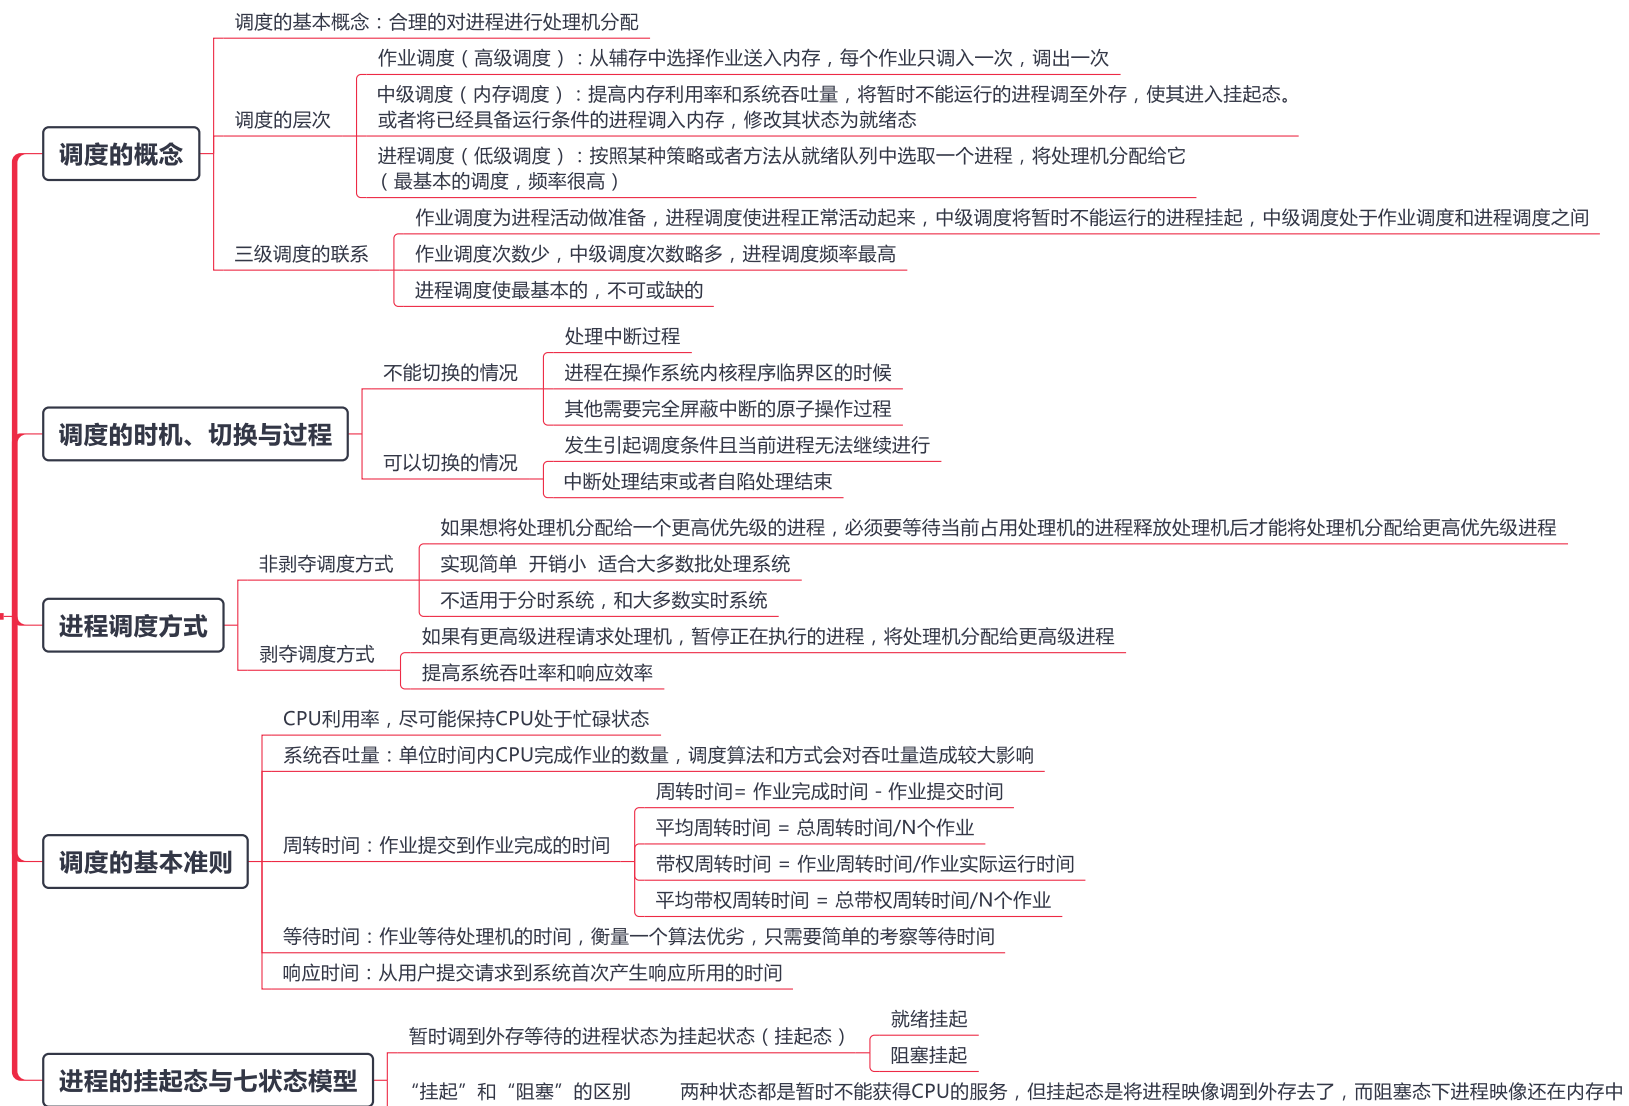 调度的概念
调度的基本概念：合理的对进程进行处理机分配
调度的层次
作业调度（高级调度）：从辅存中选择作业送入内存，每个作业只调入一次，调出一次
中级调度（内存调度）：提高内存利用率和系统吞吐量，将暂时不能运行的进程调至外存，使其进入挂起态。
或者将已经具备运行条件的进程调入内存，修改其状态为就绪态
进程调度（低级调度）：按照某种策略或者方法从就绪队列中选取一个进程，将处理机分配给它
（最基本的调度，频率很高）
三级调度的联系
作业调度为进程活动做准备，进程调度使进程正常活动起来，中级调度将暂时不能运行的进程挂起，中级调度处于作业调度和进程调度之间
作业调度次数少，中级调度次数略多，进程调度频率最高
进程调度使最基本的，不可或缺的
调度的时机、切换与过程
不能切换的情况
处理中断过程
进程在操作系统内核程序临界区的时候
其他需要完全屏蔽中断的原子操作过程
可以切换的情况
发生引起调度条件且当前进程无法继续进行
中断处理结束或者自陷处理结束
进程调度方式
非剥夺调度方式
如果想将处理机分配给一个更高优先级的进程，必须要等待当前占用处理机的进程释放处理机后才能将处理机分配给更高优先级进程
实现简单 开销小 适合大多数批处理系统
不适用于分时系统，和大多数实时系统
剥夺调度方式
如果有更高级进程请求处理机，暂停正在执行的进程，将处理机分配给更高级进程
提高系统吞吐率和响应效率
调度的基本准则
CPU利用率，尽可能保持CPU处于忙碌状态
系统吞吐量：单位时间内CPU完成作业的数量，调度算法和方式会对吞吐量造成较大影响
周转时间：作业提交到作业完成的时间
周转时间= 作业完成时间 - 作业提交时间
平均周转时间 = 总周转时间/N个作业
带权周转时间 = 作业周转时间/作业实际运行时间
平均带权周转时间 = 总带权周转时间/N个作业
等待时间：作业等待处理机的时间，衡量一个算法优劣，只需要简单的考察等待时间
响应时间：从用户提交请求到系统首次产生响应所用的时间
进程的挂起态与七状态模型
暂时调到外存等待的进程状态为挂起状态（挂起态）
就绪挂起
阻塞挂起
“挂起”和“阻塞”的区别
两种状态都是暂时不能获得CPU的服务，但挂起态是将进程映像调到外存去了，而阻塞态下进程映像还在内存中